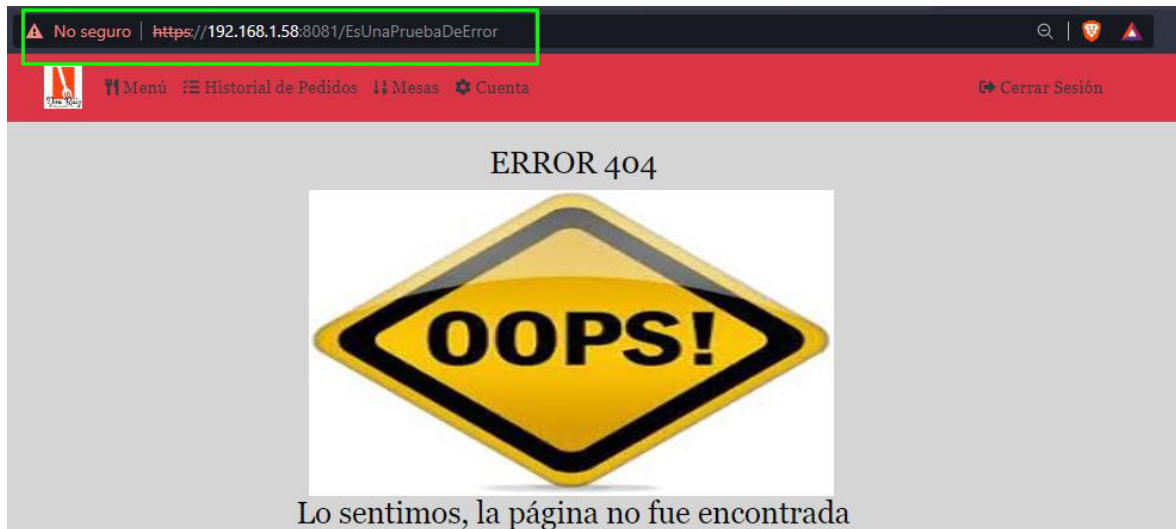 No seguro | https://192.168.1.58:8081/EsUnaPruebaDeError
Menú Historial de Pedidos Mesas Cuenta Cerrar Sesión
ERROR 404
OOPS!
Lo sentimos, la página no fue encontrada